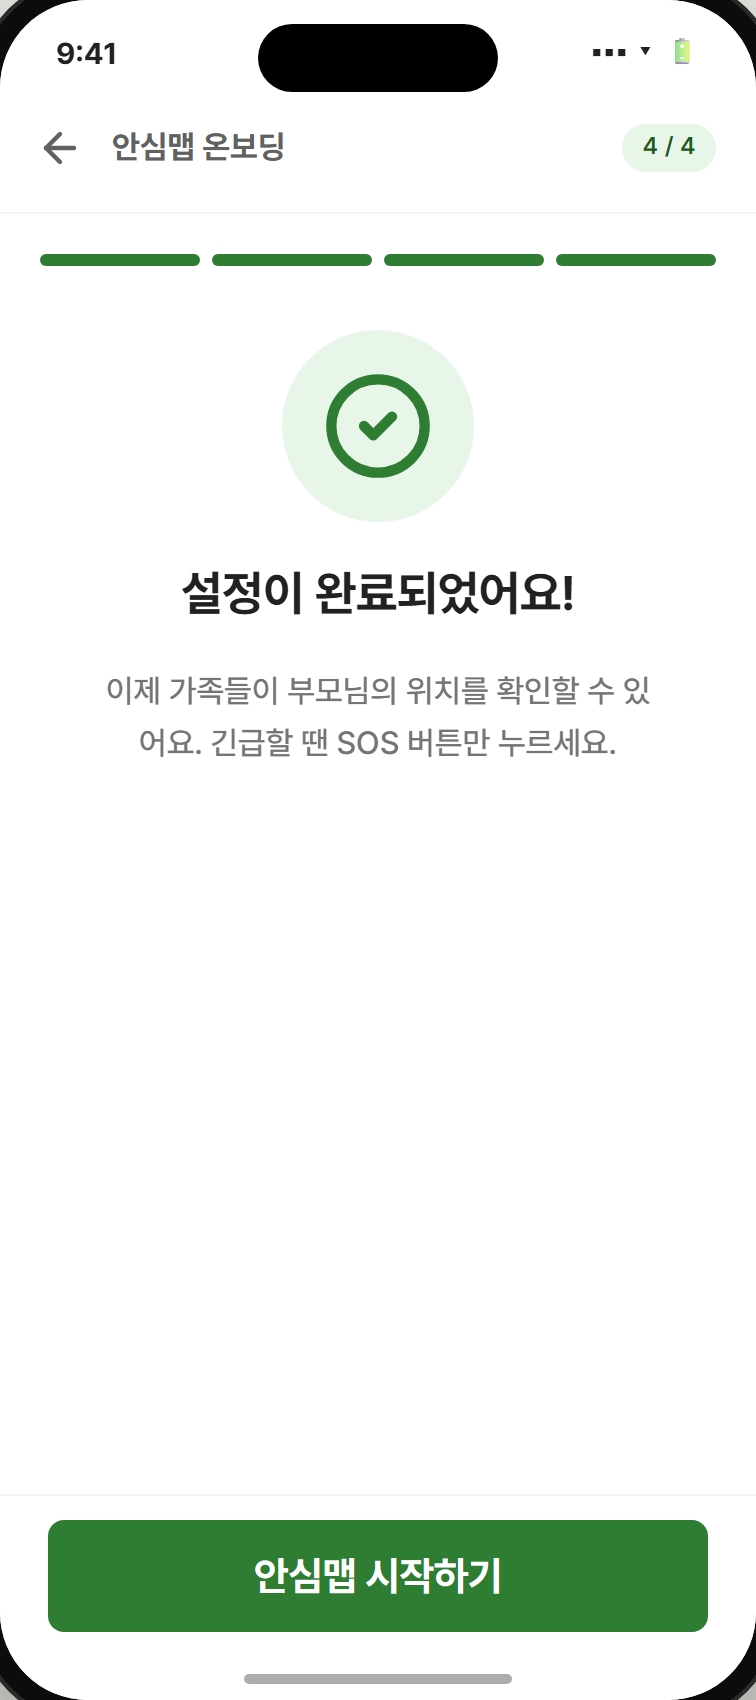 9:41
안심맵 온보딩
4 / 4
설정이 완료되었어요!
이제 가족들이 부모님의 위치를 확인할 수 있
어요. 긴급할 땐 SOS 버튼만 누르세요.
안심맵 시작하기